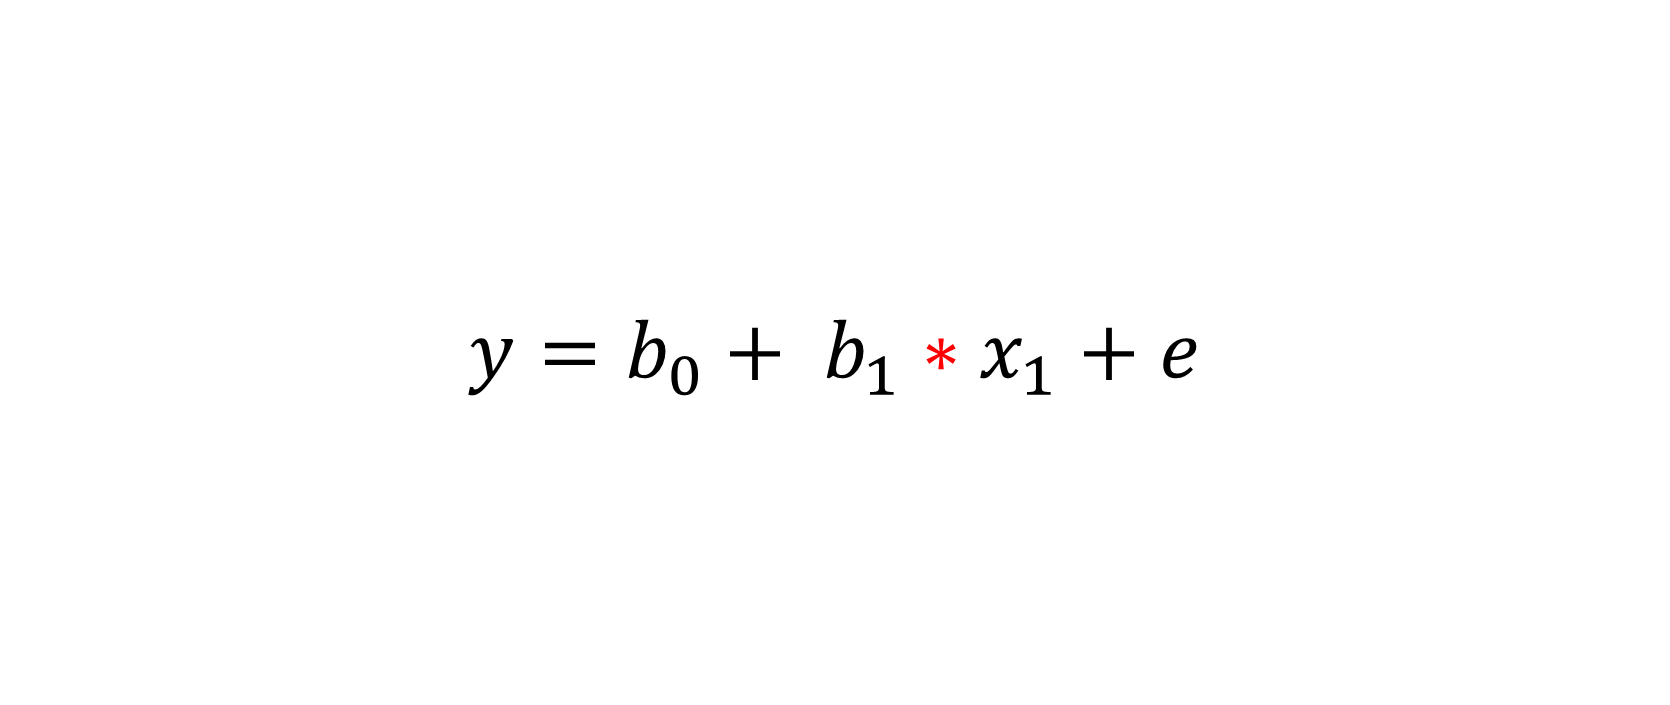 y = b₀ + b₁ * x₁ + e